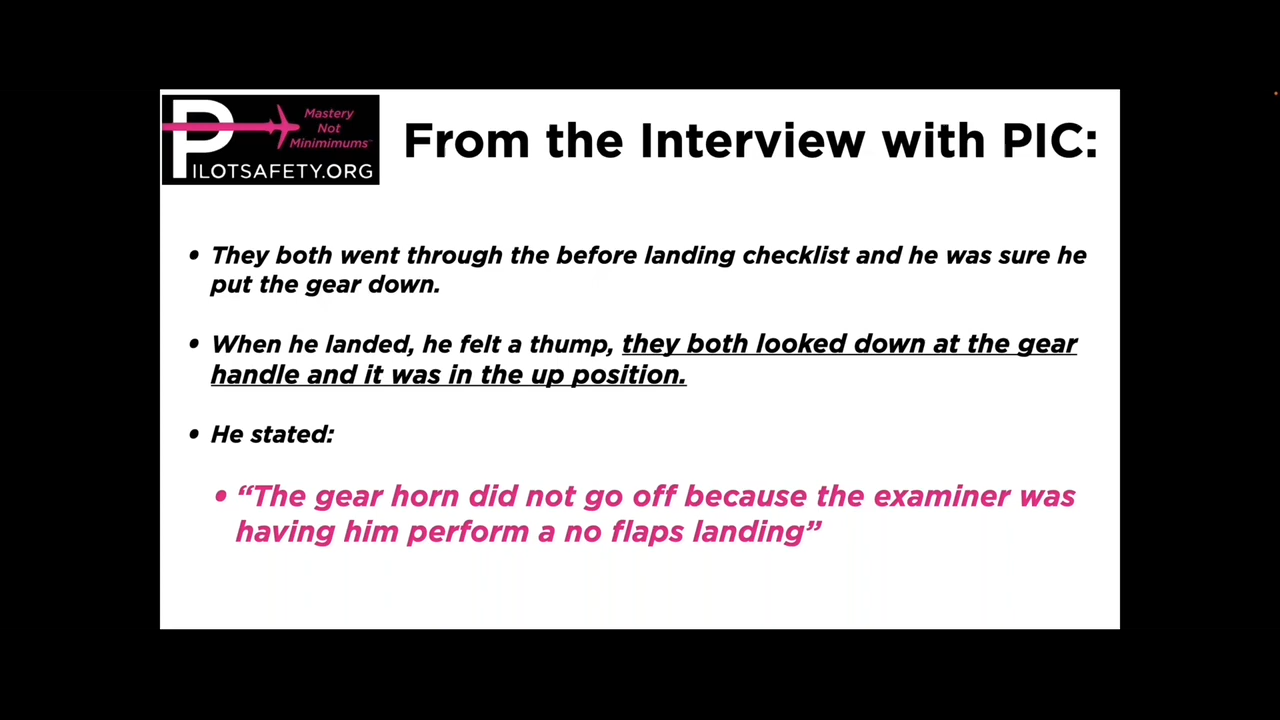 Mastery
Not
Minimimums™
PILOTSAFETY.ORG
From the Interview with PIC:
• They both went through the before landing checklist and he was sure he
put the gear down.
• When he landed, he felt a thump, they both looked down at the gear
handle and it was in the up position.
• He stated:
• “The gear horn did not go off because the examiner was
having him perform a no flaps landing”